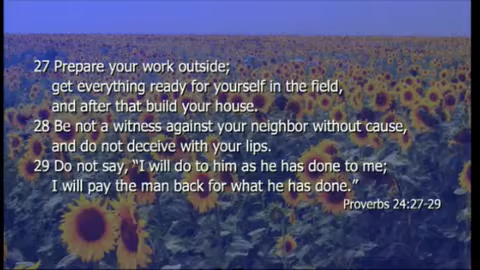 27 Prepare your work outside;
get everything ready for yourself in the field,
and after that build your house.
28 Be not a witness against your neighbor without cause,
and do not deceive with your lips.
29 Do not say, “I will do to him as he has done to me;
I will pay the man back for what he has done.”
Proverbs 24:27-29